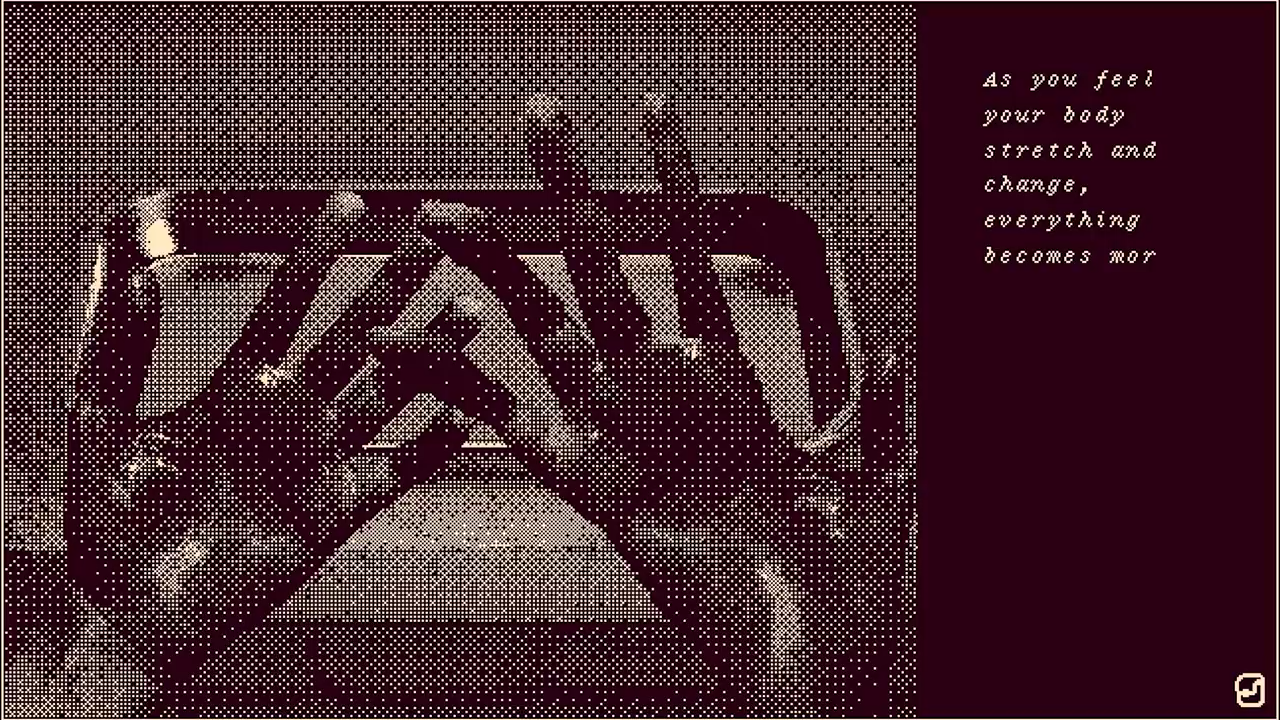 As you feel
your body
stretch and
change,
everything
becomes mor